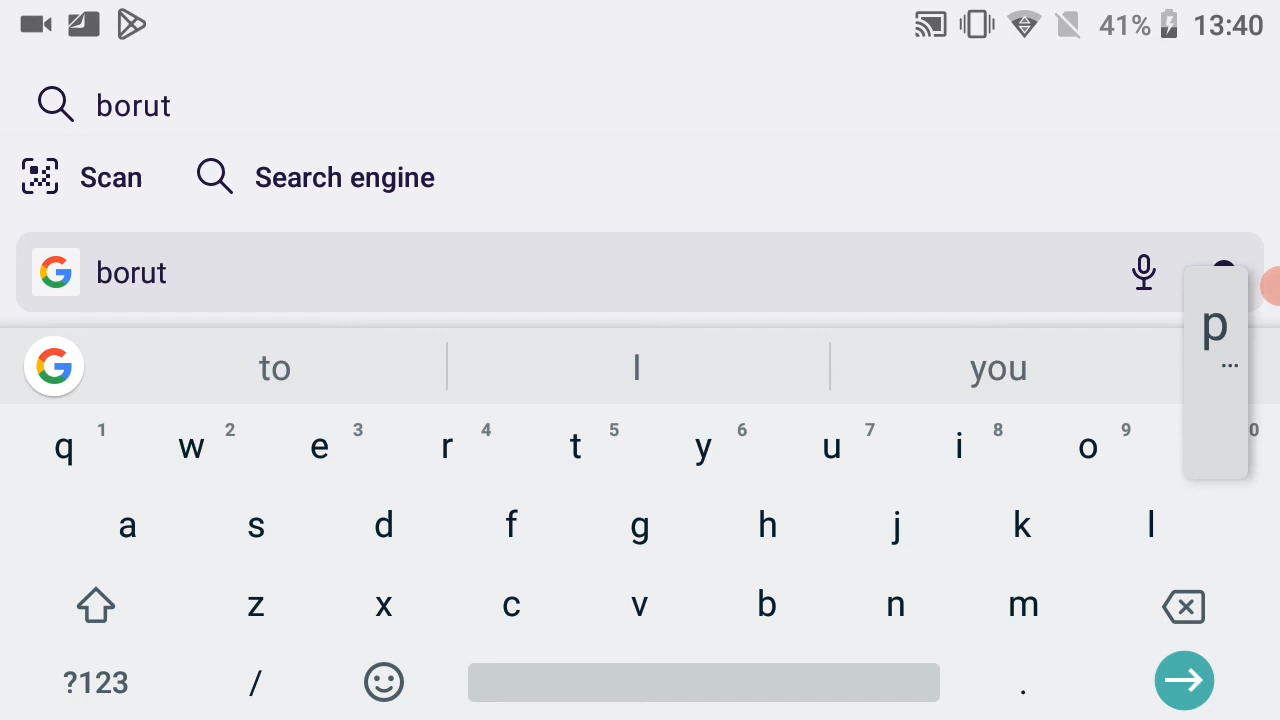 41% 13:40
borut
Scan Search engine
borut
to I you
p
...
q 1 w 2 e 3 r 4 t 5 y 6 u 7 i 8 o 9 0
a s d f g h j k l
z x c v b n m
?123 / .